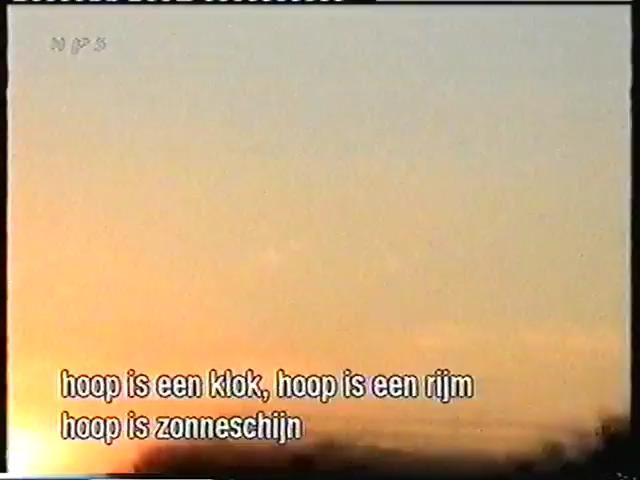 NPS
hoop is een klok, hoop is een rijm
hoop is zonneschijn